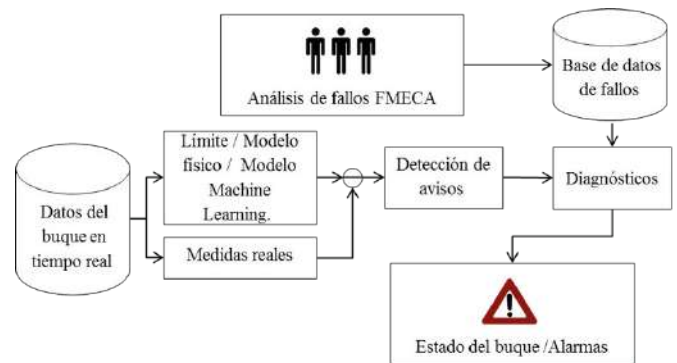 Análisis de fallos FMECA
Base de datos
de fallos
Límite / Modelo
físico / Modelo
Machine
Learning.
Detección de
avisos
Diagnósticos
Datos del
buque en
tiempo real
Medidas reales
Estado del buque /Alarmas